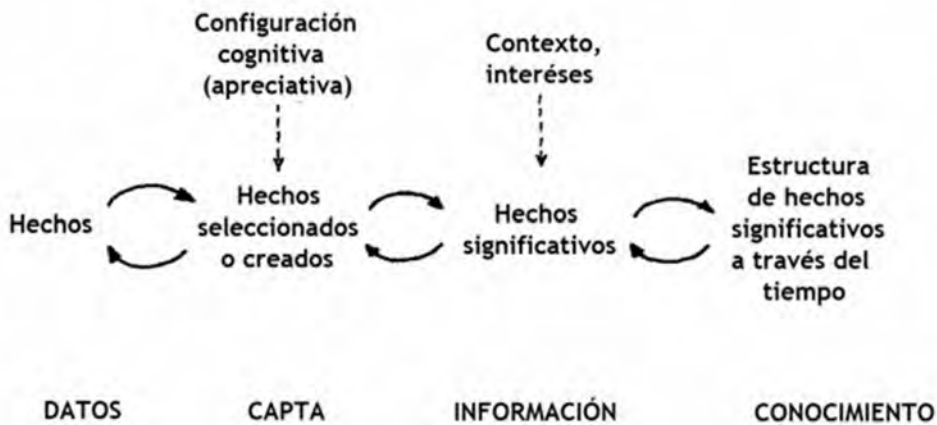 Configuración
cognitiva
(apreciativa)
Contexto,
interéses
Hechos
Hechos
seleccionados
o creados
Hechos
significativos
Estructura
de hechos
significativos
a través del
tiempo
DATOS
CAPTA
INFORMACIÓN
CONOCIMIENTO